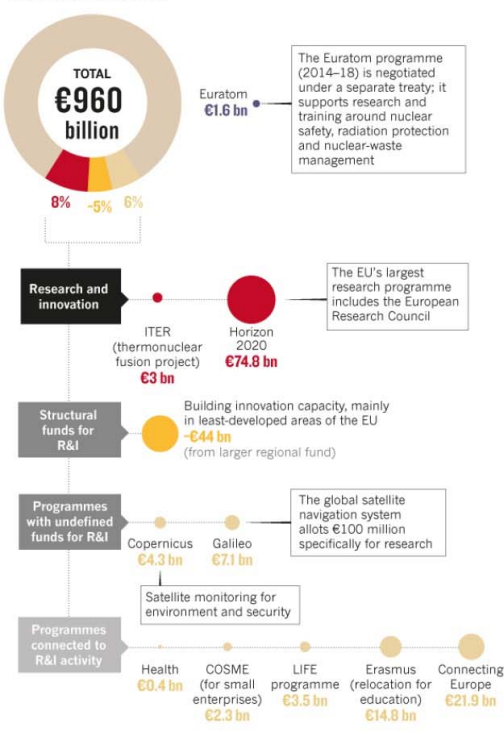 TOTAL
€960
billion
8%
~5%
6%
Euratom
€1.6 bn
The Euratom programme
(2014–18) is negotiated
under a separate treaty; it
supports research and
training around nuclear
safety, radiation protection
and nuclear-waste
management
Research and
innovation
ITER
(thermonuclear
fusion project)
€3 bn
Horizon
2020
€74.8 bn
The EU's largest
research programme
includes the European
Research Council
Structural
funds for
R&I
Building innovation capacity, mainly
in least-developed areas of the EU
~€44 bn
(from larger regional fund)
Programmes
with undefined
funds for R&I
Copernicus
€4.3 bn
Galileo
€7.1 bn
The global satellite
navigation system
allots €100 million
specifically for research
Satellite monitoring for
environment and security
Programmes
connected to
R&I activity
Health
€0.4 bn
COSME
(for small
enterprises)
€2.3 bn
LIFE
programme
€3.5 bn
Erasmus
(relocation for
education)
€14.8 bn
Connecting
Europe
€21.9 bn